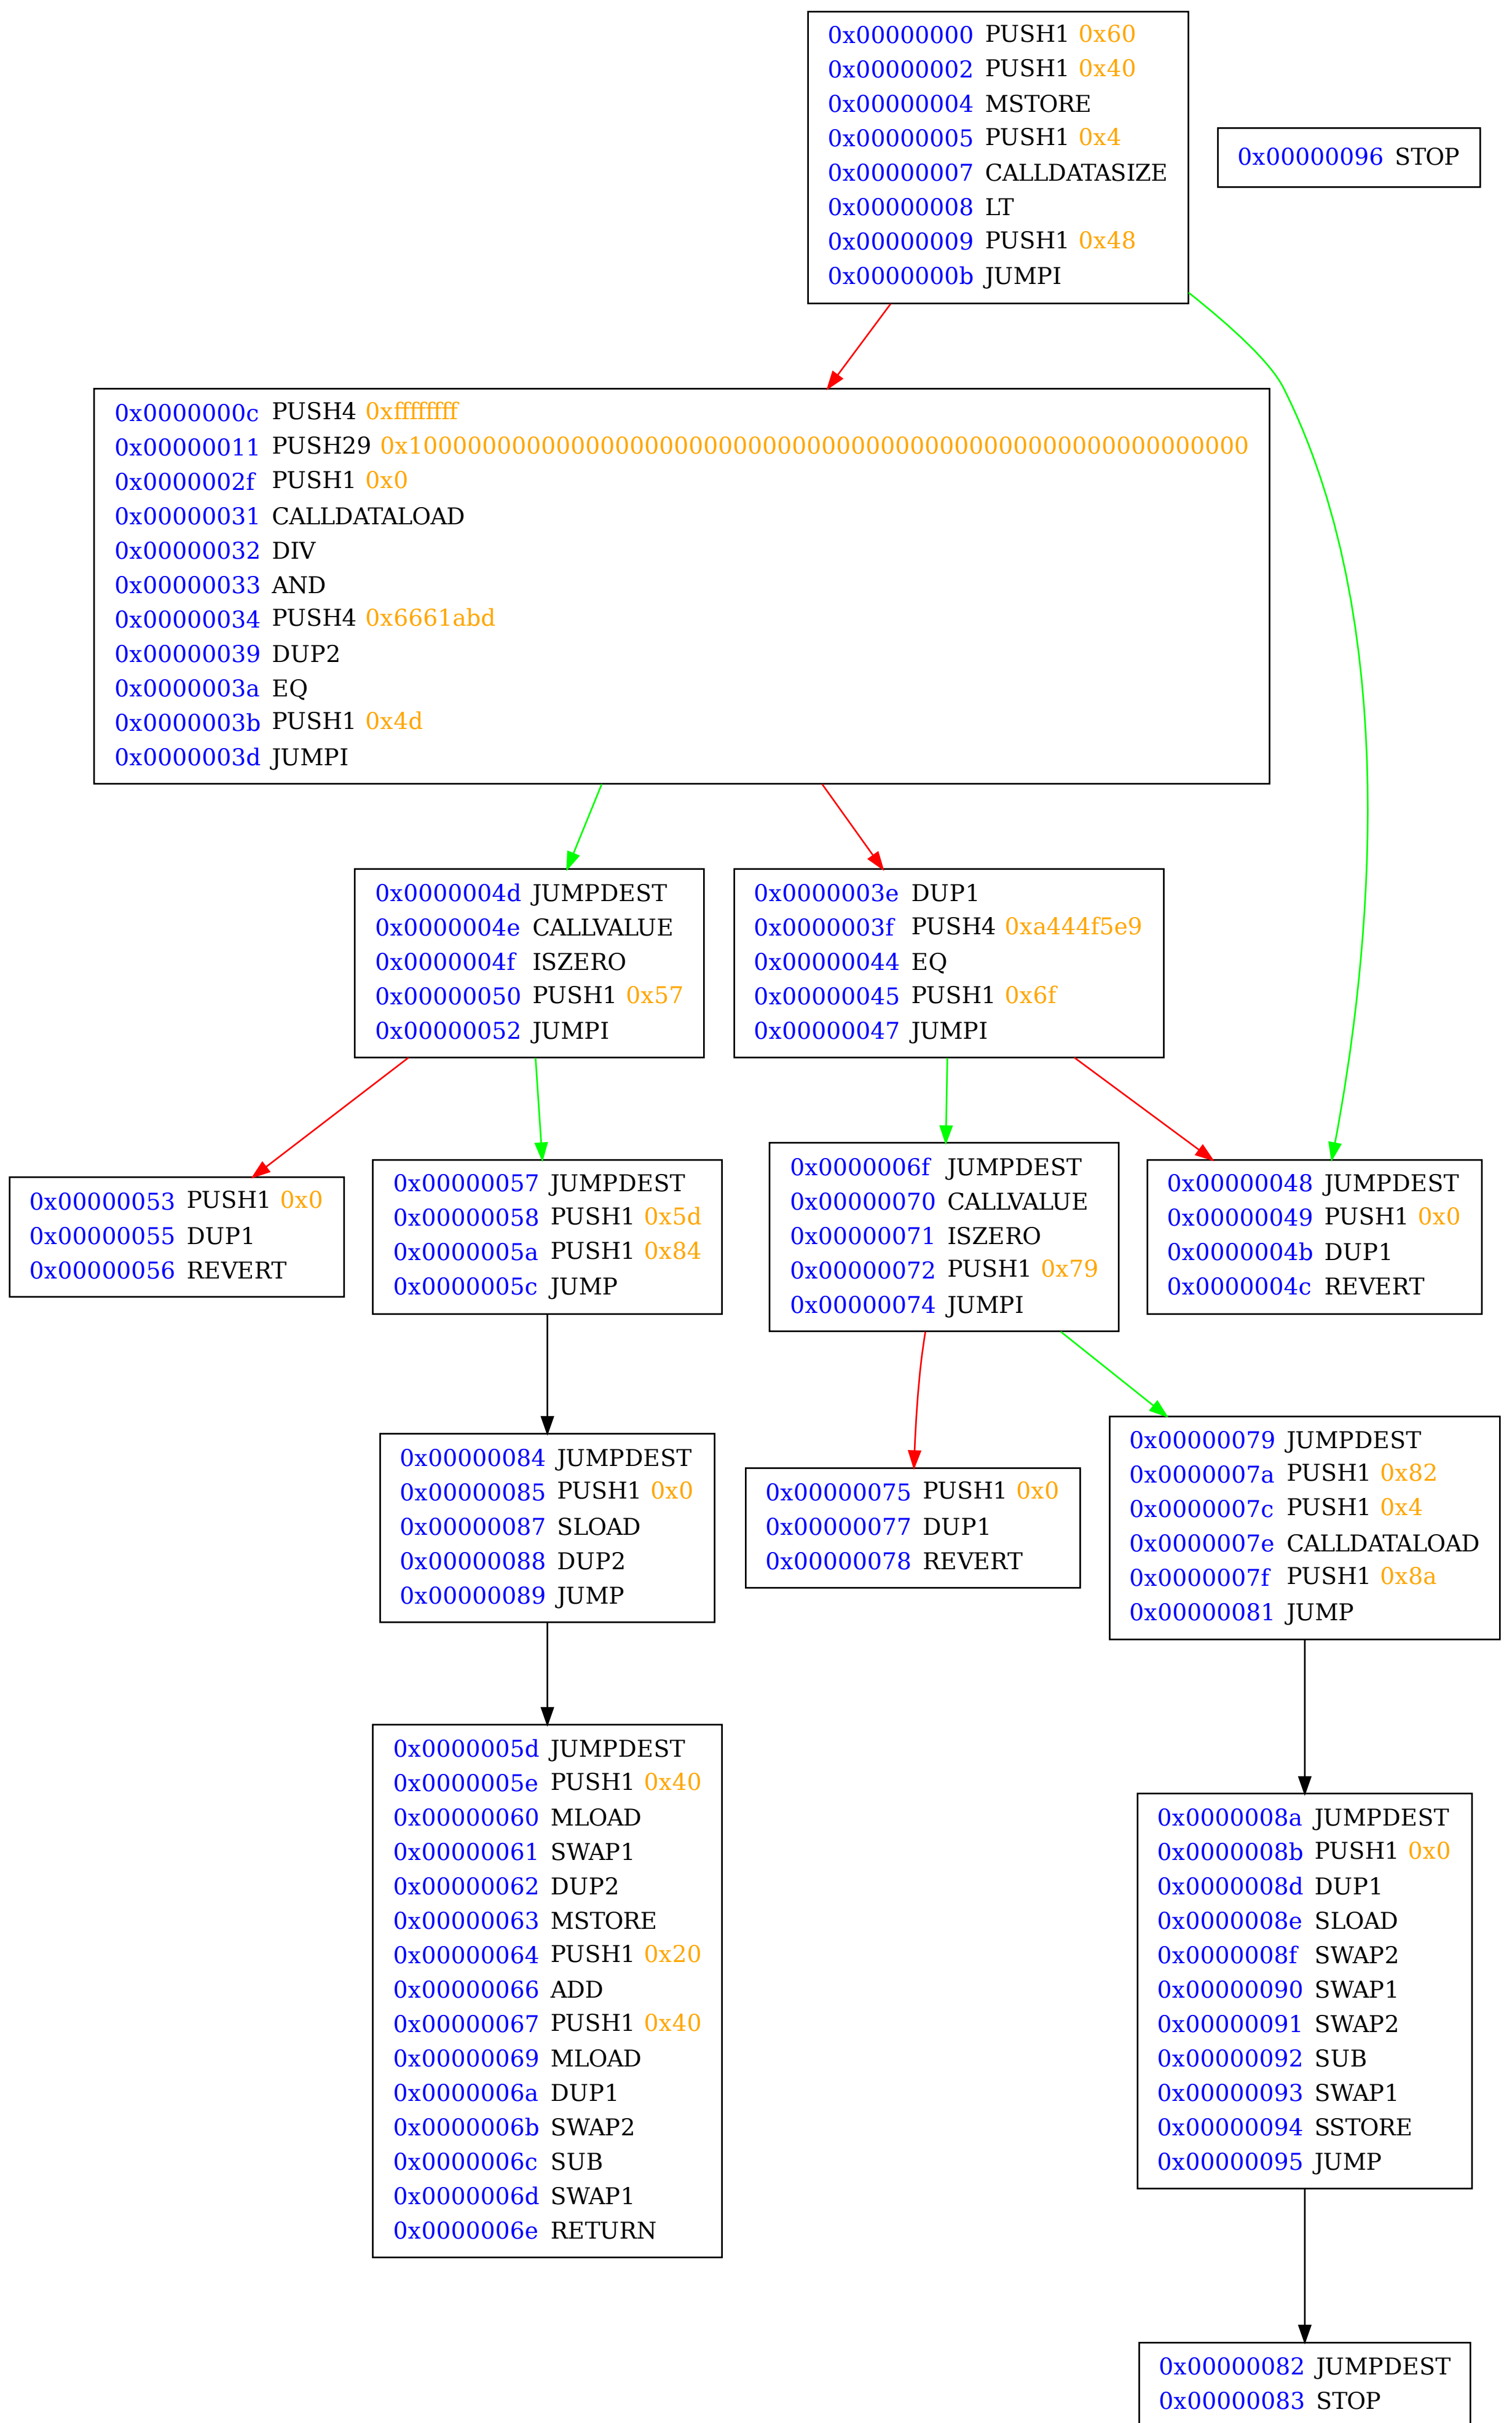 0x00000000 PUSH1 0x60
0x00000002 PUSH1 0x40
0x00000004 MSTORE
0x00000005 PUSH1 0x4
0x00000007 CALLDATASIZE
0x00000008 LT
0x00000009 PUSH1 0x48
0x0000000b JUMPI
0x00000096 STOP
0x0000000c PUSH4 0xffffffff
0x00000011 PUSH29 0x100000000000000000000000000000000000000000000000000000000
0x0000002f PUSH1 0x0
0x00000031 CALLDATALOAD
0x00000032 DIV
0x00000033 AND
0x00000034 PUSH4 0x6661abd
0x00000039 DUP2
0x0000003a EQ
0x0000003b PUSH1 0x4d
0x0000003d JUMPI
0x0000004d JUMPDEST
0x0000004e CALLVALUE
0x0000004f ISZERO
0x00000050 PUSH1 0x57
0x00000052 JUMPI
0x0000003e DUP1
0x0000003f PUSH4 0xa444f5e9
0x00000044 EQ
0x00000045 PUSH1 0x6f
0x00000047 JUMPI
0x00000053 PUSH1 0x0
0x00000055 DUP1
0x00000056 REVERT
0x00000057 JUMPDEST
0x00000058 PUSH1 0x5d
0x0000005a PUSH1 0x84
0x0000005c JUMP
0x0000006f JUMPDEST
0x00000070 CALLVALUE
0x00000071 ISZERO
0x00000072 PUSH1 0x79
0x00000074 JUMPI
0x00000048 JUMPDEST
0x00000049 PUSH1 0x0
0x0000004b DUP1
0x0000004c REVERT
0x00000084 JUMPDEST
0x00000085 PUSH1 0x0
0x00000087 SLOAD
0x00000088 DUP2
0x00000089 JUMP
0x00000075 PUSH1 0x0
0x00000077 DUP1
0x00000078 REVERT
0x00000079 JUMPDEST
0x0000007a PUSH1 0x82
0x0000007c PUSH1 0x4
0x0000007e CALLDATALOAD
0x0000007f PUSH1 0x8a
0x00000081 JUMP
0x0000005d JUMPDEST
0x0000005e PUSH1 0x40
0x00000060 MLOAD
0x00000061 SWAP1
0x00000062 DUP2
0x00000063 MSTORE
0x00000064 PUSH1 0x20
0x00000066 ADD
0x00000067 PUSH1 0x40
0x00000069 MLOAD
0x0000006a DUP1
0x0000006b SWAP2
0x0000006c SUB
0x0000006d SWAP1
0x0000006e RETURN
0x0000008a JUMPDEST
0x0000008b PUSH1 0x0
0x0000008d DUP1
0x0000008e SLOAD
0x0000008f SWAP2
0x00000090 SWAP1
0x00000091 SWAP2
0x00000092 SUB
0x00000093 SWAP1
0x00000094 SSTORE
0x00000095 JUMP
0x00000082 JUMPDEST
0x00000083 STOP